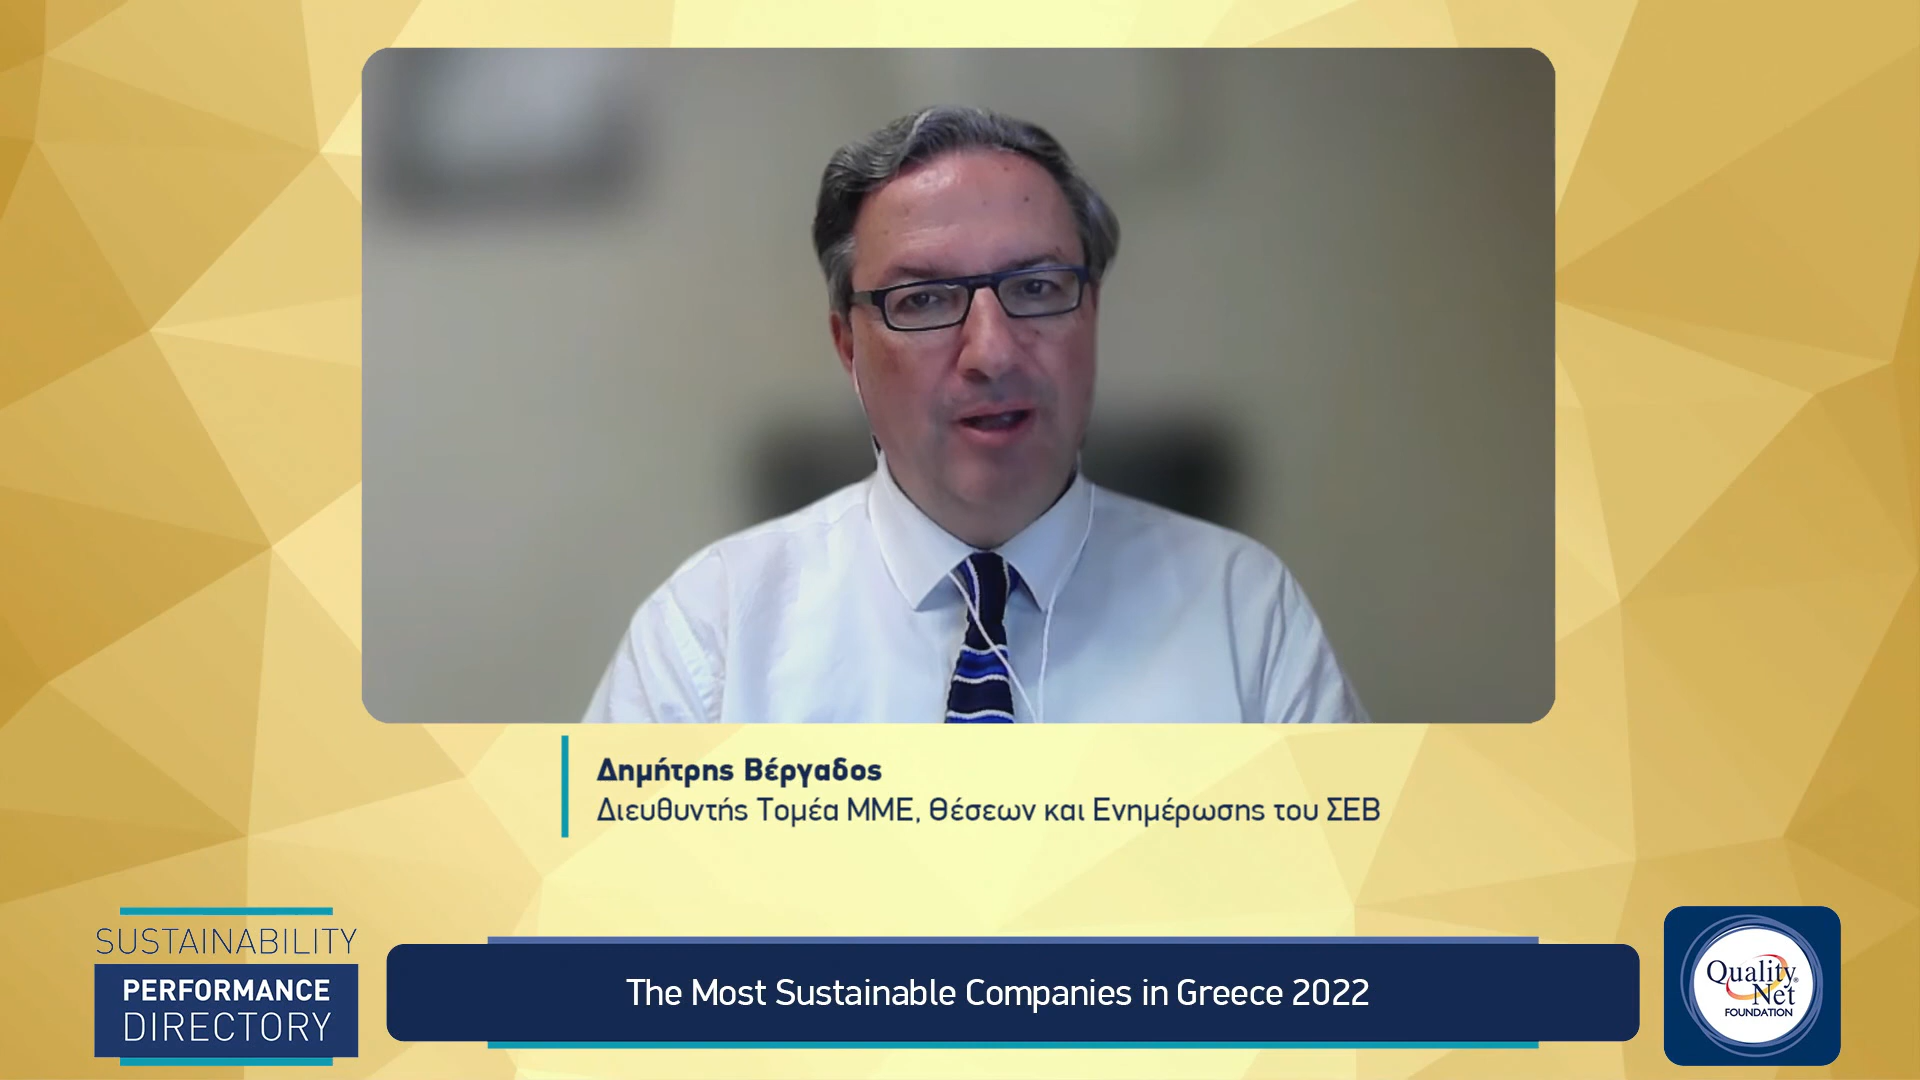 Δημήτρης Βέργαδος
Διευθυντής Τομέα ΜΜΕ, Θέσεων και Ενημέρωσης του ΣΕΒ
SUSTAINABILITY
PERFORMANCE
DIRECTORY
The Most Sustainable Companies in Greece 2022
Quality
Net
FOUNDATION